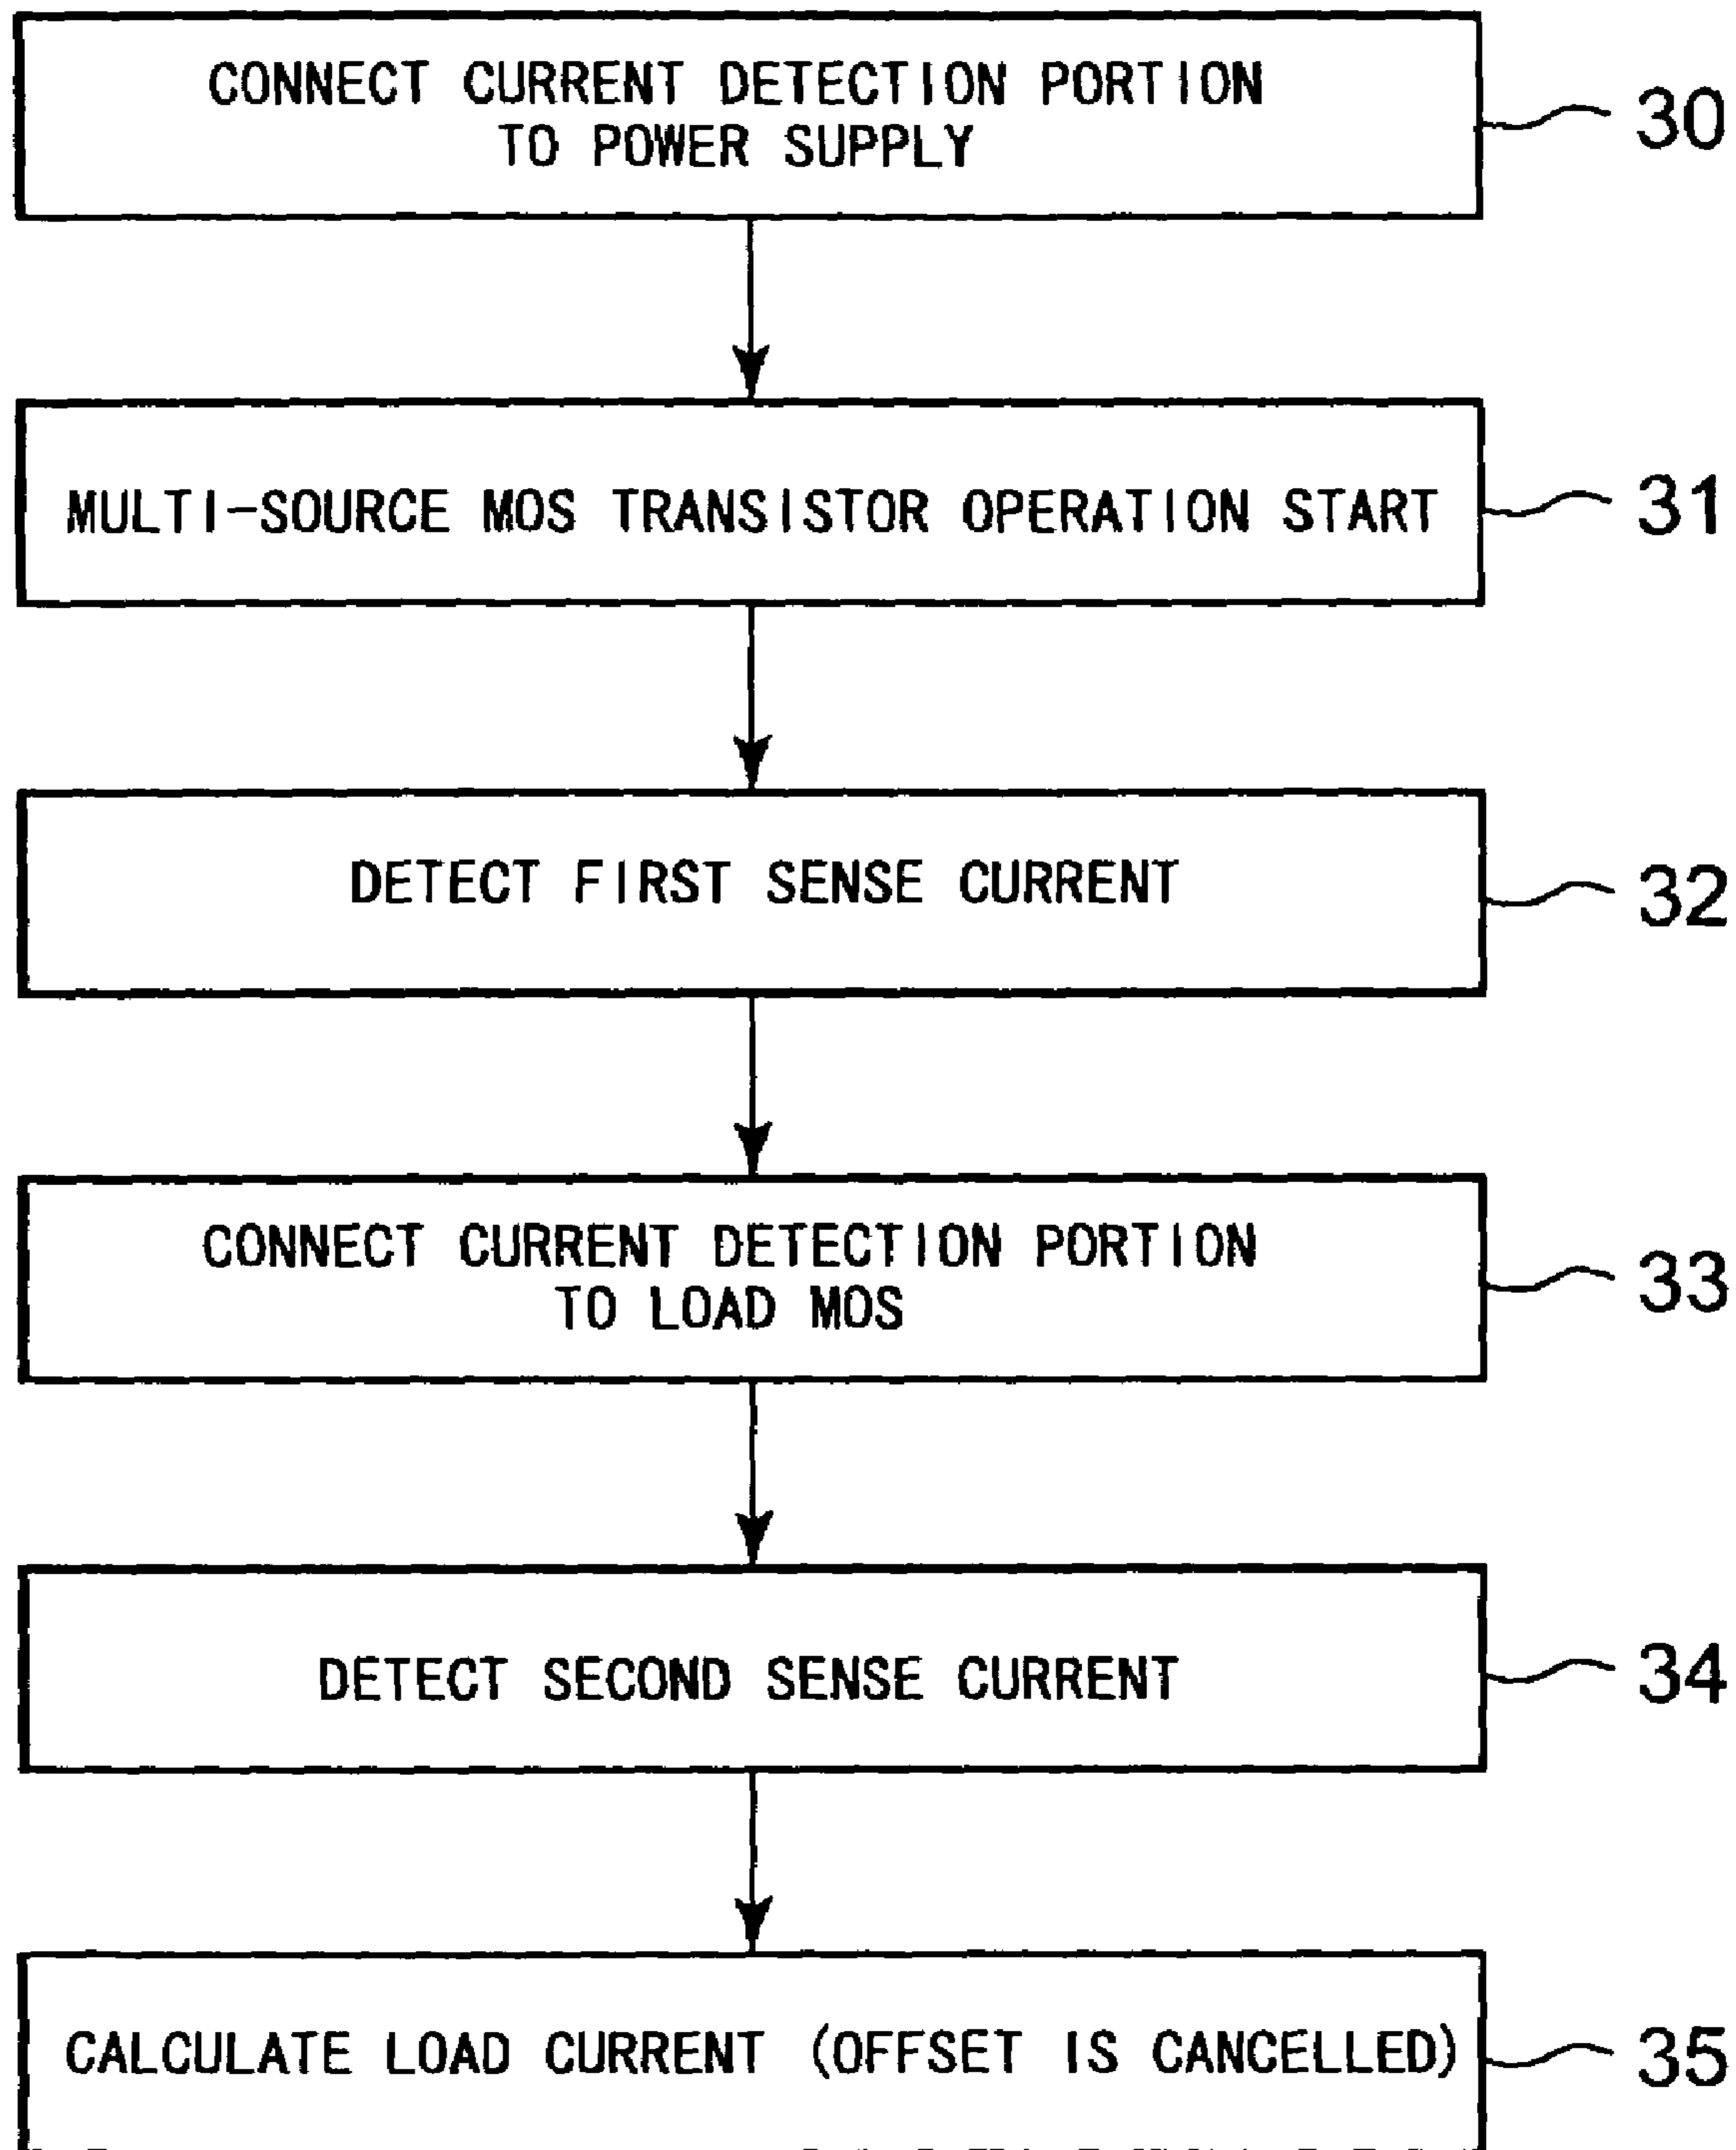 CONNECT CURRENT DETECTION PORTION
TO POWER SUPPLY
30
MULTI-SOURCE MOS TRANSISTOR OPERATION START
31
DETECT FIRST SENSE CURRENT
32
CONNECT CURRENT DETECTION PORTION
TO LOAD MOS
33
DETECT SECOND SENSE CURRENT
34
CALCULATE LOAD CURRENT (OFFSET IS CANCELLED)
35